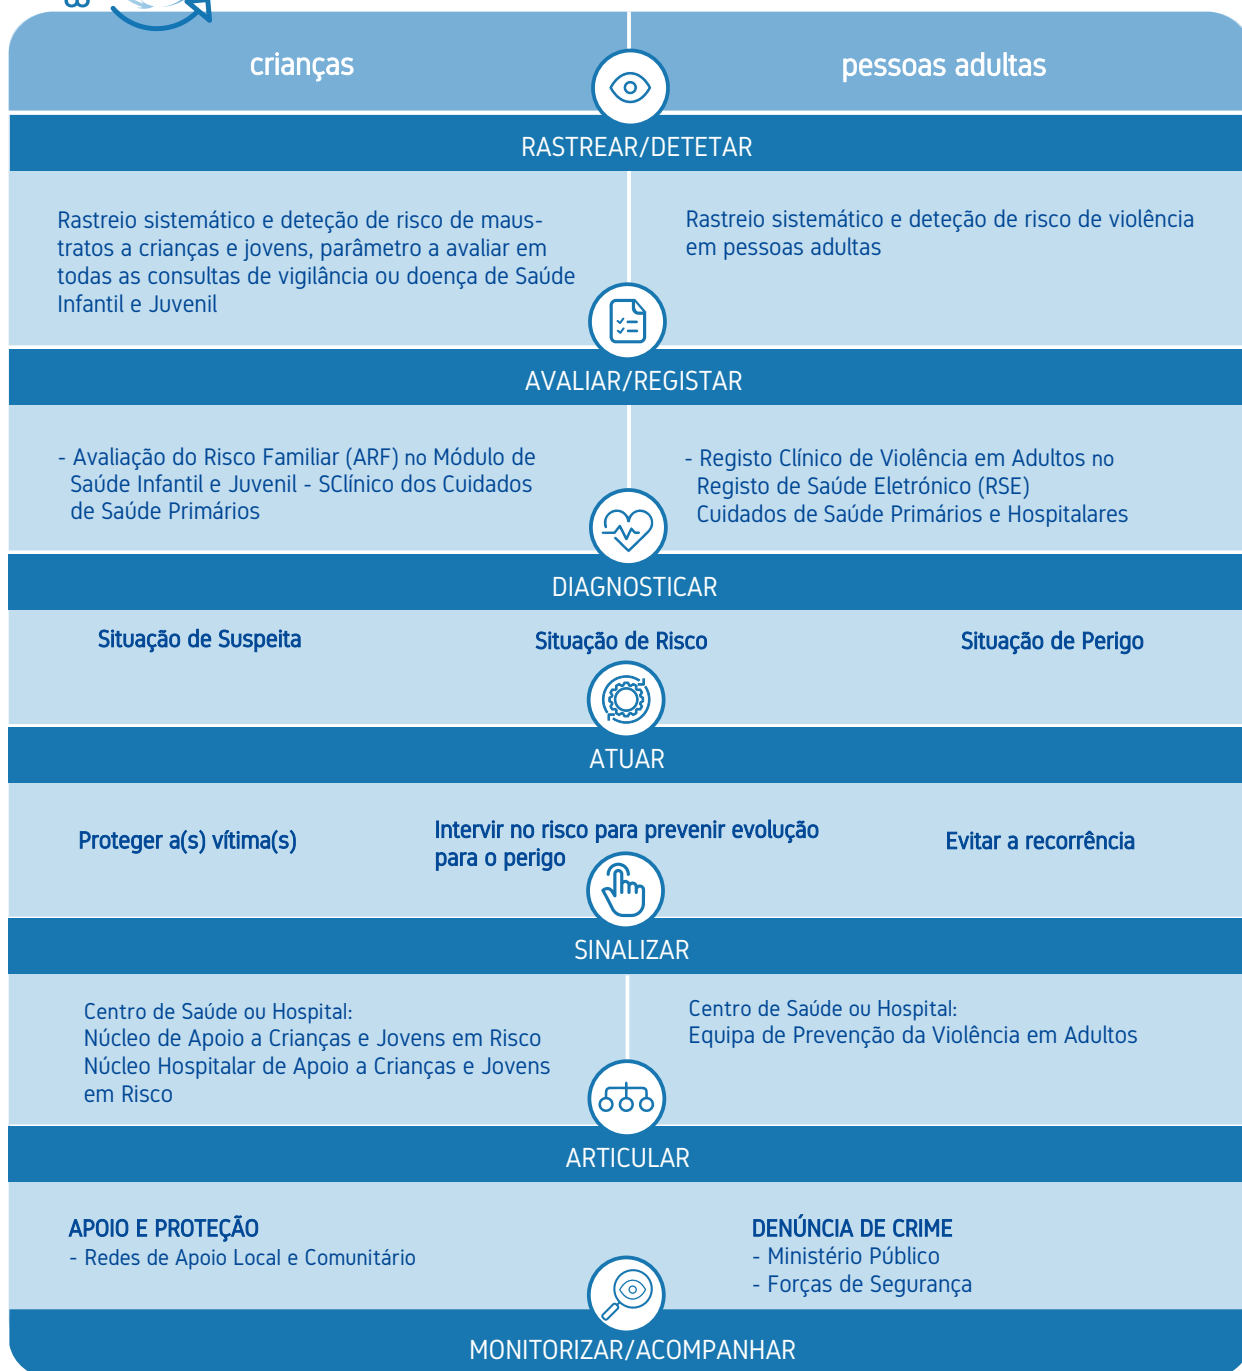 8
crianças
pessoas adultas
RASTREAR/DETETAR
Rastreio sistemático e deteção de risco de maus-
tratos a crianças e jovens, parâmetro a avaliar em
todas as consultas de vigilância ou doença de Saúde
Infantil e Juvenil
Rastreio sistemático e deteção de risco de violência
em pessoas adultas
AVALIAR/REGISTAR
- Avaliação do Risco Familiar (ARF) no Módulo de
Saúde Infantil e Juvenil - SClínico dos Cuidados
de Saúde Primários
- Registo Clínico de Violência em Adultos no
Registo de Saúde Eletrónico (RSE)
Cuidados de Saúde Primários e Hospitalares
DIAGNOSTICAR
Situação de Suspeita
Situação de Risco
Situação de Perigo
ATUAR
Proteger a(s) vítima(s)
Intervir no risco para prevenir evolução
para o perigo
Evitar a recorrência
SINALIZAR
Centro de Saúde ou Hospital:
Núcleo de Apoio a Crianças e Jovens em Risco
Núcleo Hospitalar de Apoio a Crianças e Jovens
em Risco
Centro de Saúde ou Hospital:
Equipa de Prevenção da Violência em Adultos
ARTICULAR
APOIO E PROTEÇÃO
- Redes de Apoio Local e Comunitário
DENÚNCIA DE CRIME
- Ministério Público
- Forças de Segurança
MONITORIZAR/ACOMPANHAR